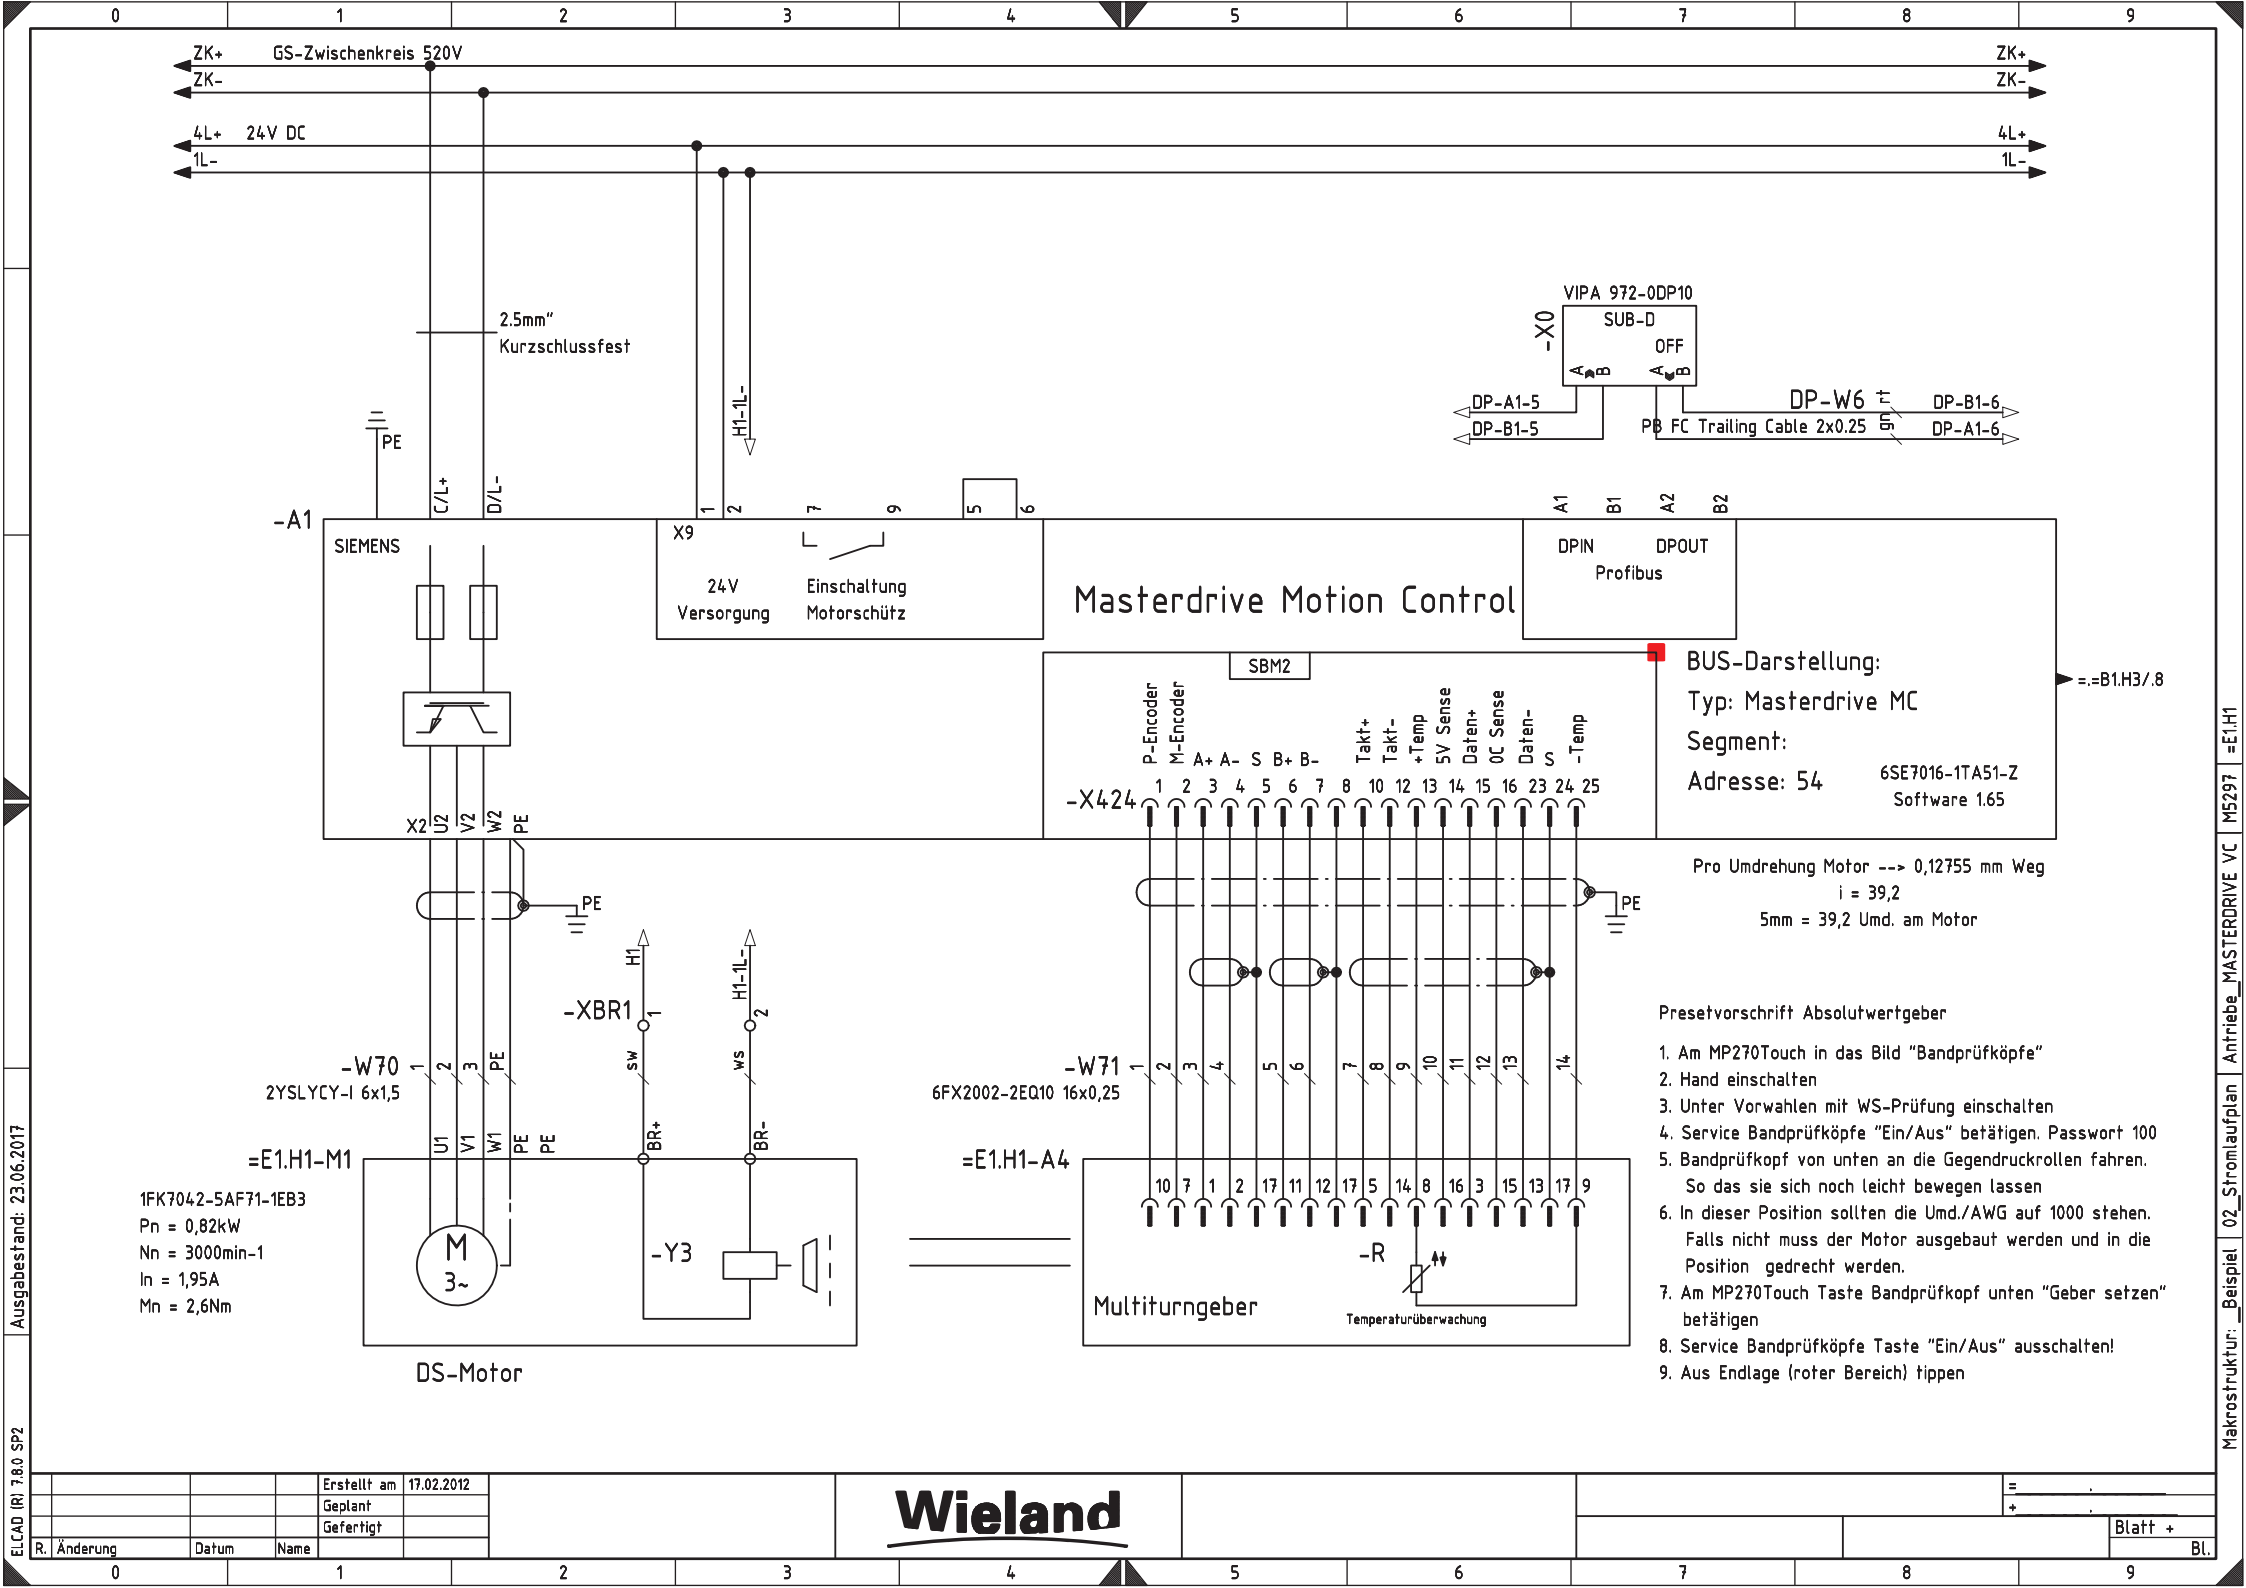 0 1 2 3 4 5 6 7 8 9
ZK+ GS-Zwischenkreis 520V ZK+
ZK- ZK-
4L+ 24V DC 4L+
1L- 1L-
VIPA 972-0DP10
-X0
SUB-D
OFF
A B A B
2.5mm"
Kurzschlussfest
H1-1L-
DP-A1-5
DP-B1-5
DP-W6 rt DP-B1-6
PB FC Trailing Cable 2x0.25 gn DP-A1-6
PE
C/L+ D/L-
1 2 7 9 5 6
A1 B1 A2 B2
-A1
SIEMENS
X9
24V
Versorgung
Einschaltung
Motorschütz
Masterdrive Motion Control
DPIN DPOUT
Profibus
SBM2
BUS-Darstellung:
Typ: Masterdrive MC
Segment:
Adresse: 54
6SE7016-1TA51-Z
Software 1.65
=.=B1.H3/.8
P-Encoder M-Encoder A+ A- S B+ B- Takt+ Takt- +Temp 5V Sense Daten+ 0C Sense Daten- S -Temp
-X424 1 2 3 4 5 6 7 8 10 12 13 14 15 16 23 24 25
X2 U2 V2 W2 PE
Pro Umdrehung Motor --> 0,12755 mm Weg
i = 39,2
5mm = 39,2 Umd. am Motor
PE
PE
H1 H1-1L-
-XBR1 1 2
sw ws
-W70 1 2 3 PE
2YSLYCY-I 6x1,5
-W71 1 2 3 4 5 6 7 8 9 10 11 12 13 14
6FX2002-2EQ10 16x0,25
BR+ BR-
=E1.H1-M1 U1 V1 W1 PE PE
1FK7042-5AF71-1EB3
Pn = 0,82kW
Nn = 3000min-1
In = 1,95A
Mn = 2,6Nm
M
3~
-Y3
DS-Motor
=E1.H1-A4
10 7 1 2 17 11 12 17 5 14 8 16 3 15 13 17 9
-R
Multiturngeber
Temperaturüberwachung
Presetvorschrift Absolutwertgeber
1. Am MP270Touch in das Bild "Bandprüfköpfe"
2. Hand einschalten
3. Unter Vorwahlen mit WS-Prüfung einschalten
4. Service Bandprüfköpfe "Ein/Aus" betätigen. Passwort 100
5. Bandprüfkopf von unten an die Gegendruckrollen fahren.
So das sie sich noch leicht bewegen lassen
6. In dieser Position sollten die Umd./AWG auf 1000 stehen.
Falls nicht muss der Motor ausgebaut werden und in die
Position gedrecht werden.
7. Am MP270Touch Taste Bandprüfkopf unten "Geber setzen"
betätigen
8. Service Bandprüfköpfe Taste "Ein/Aus" ausschalten!
9. Aus Endlage (roter Bereich) tippen
ELCAD (R) 7.8.0 SP2 Ausgabestand: 23.06.2017
Makrostruktur: _Beispiel 02_Stromlaufplan Antriebe_MASTERDRIVE VC M5297 =E1.H1
Erstellt am 17.02.2012
Geplant
Gefertigt
R. Änderung Datum Name
Wieland
= .
+ .
Blatt +
Bl.
0 1 2 3 4 5 6 7 8 9